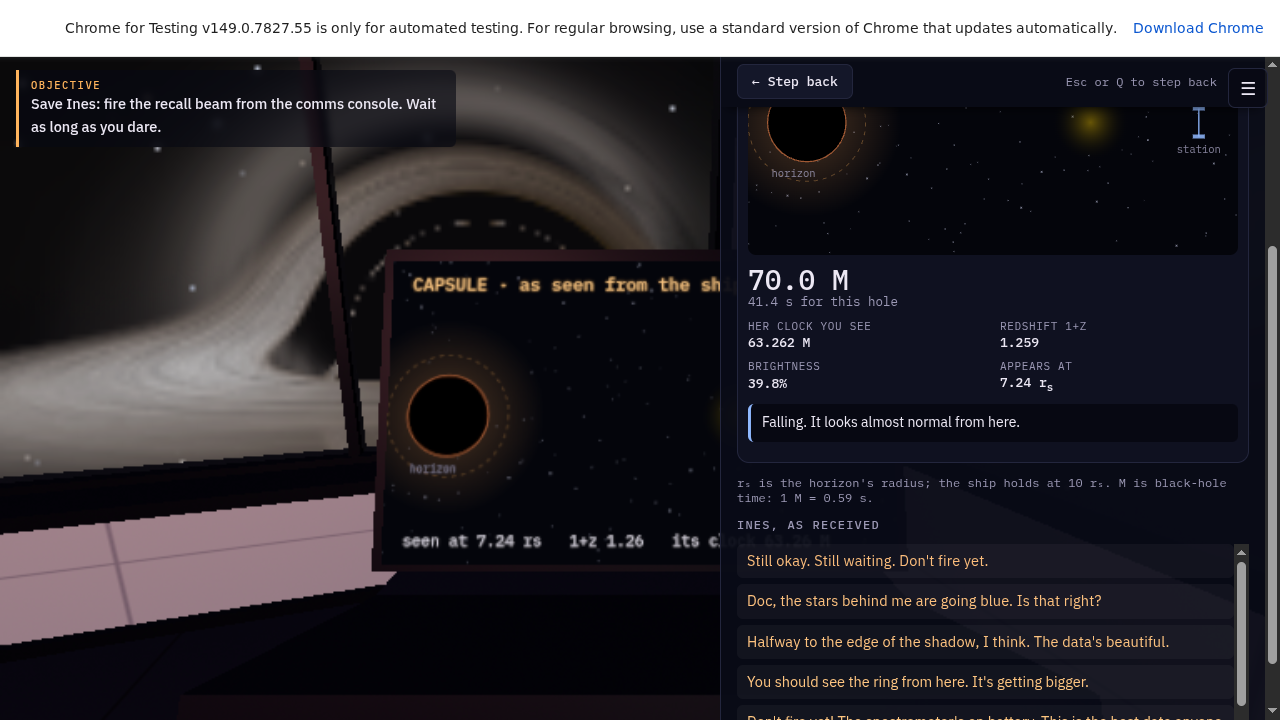 Chrome for Testing v149.0.7827.55 is only for automated testing. For regular browsing, use a standard version of Chrome that updates automatically. Download Chrome
OBJECTIVE
Save Ines: fire the recall beam from the comms console. Wait
as long as you dare.
CAPSULE · as seen from the
horizon
seen at 7.24 rs 1+z 1.26 its
← Step back
Esc or Q to step back
☰
horizon
station
70.0 M
41.4 s for this hole
HER CLOCK YOU SEE
63.262 M
REDSHIFT 1+Z
1.259
BRIGHTNESS
39.8%
APPEARS AT
7.24 rs
Falling. It looks almost normal from here.
rₛ is the horizon's radius; the ship holds at 10 rₛ. M is black-hole
time: 1 M = 0.59 s.
INES, AS RECEIVED
Still okay. Still waiting. Don't fire yet.
Doc, the stars behind me are going blue. Is that right?
Halfway to the edge of the shadow, I think. The data's beautiful.
You should see the ring from here. It's getting bigger.